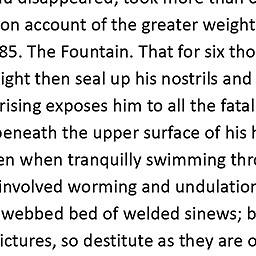 on account of the greater weight
85. The Fountain. That for six tho
ight then seal up his nostrils and
rising exposes him to all the fatal
beneath the upper surface of his h
en when tranquilly swimming thr
involved worming and undulation
webbed bed of welded sinews; b
ictures, so destitute as they are o